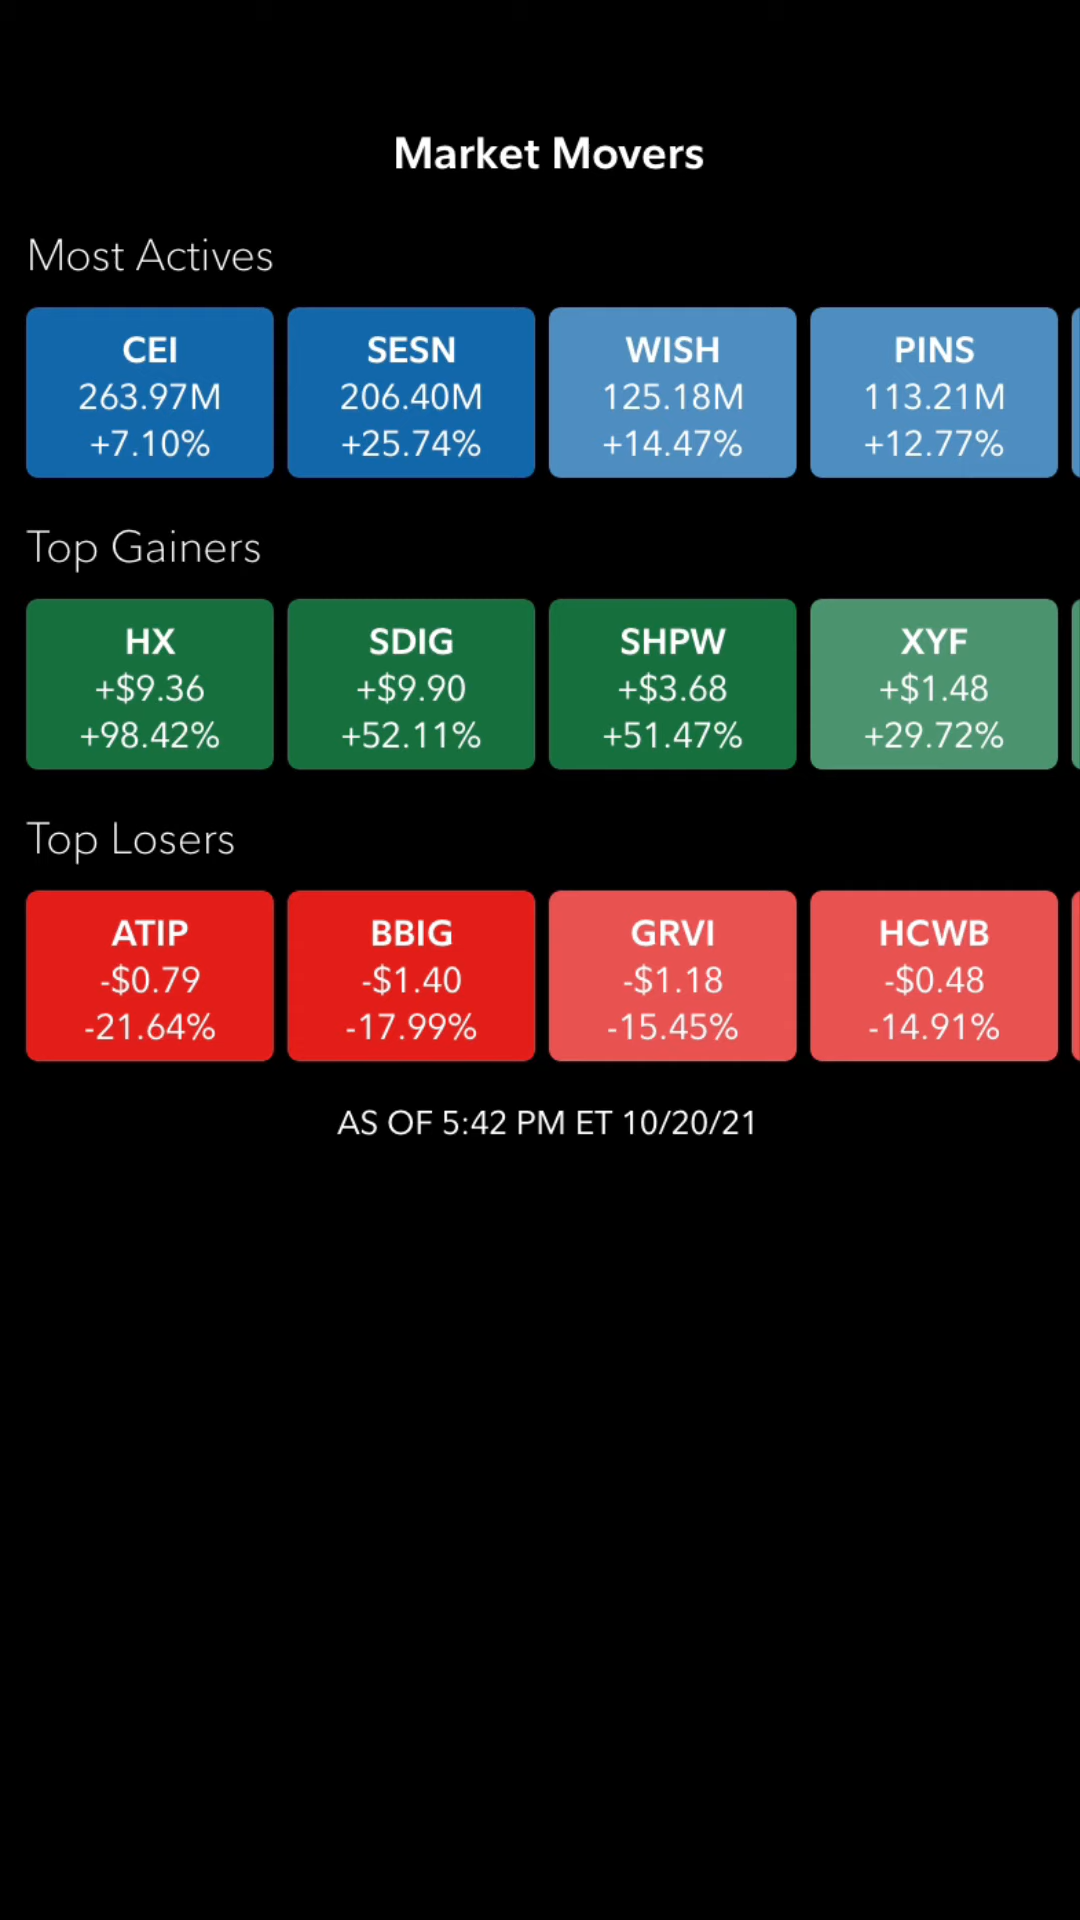 Market Movers
Most Actives
CEI SESN WISH PINS
263.97M 206.40M 125.18M 113.21M
+7.10% +25.74% +14.47% +12.77%
Top Gainers
HX SDIG SHPW XYF
+$9.36 +$9.90 +$3.68 +$1.48
+98.42% +52.11% +51.47% +29.72%
Top Losers
ATIP BBIG GRVI HCWB
-$0.79 -$1.40 -$1.18 -$0.48
-21.64% -17.99% -15.45% -14.91%
AS OF 5:42 PM ET 10/20/21